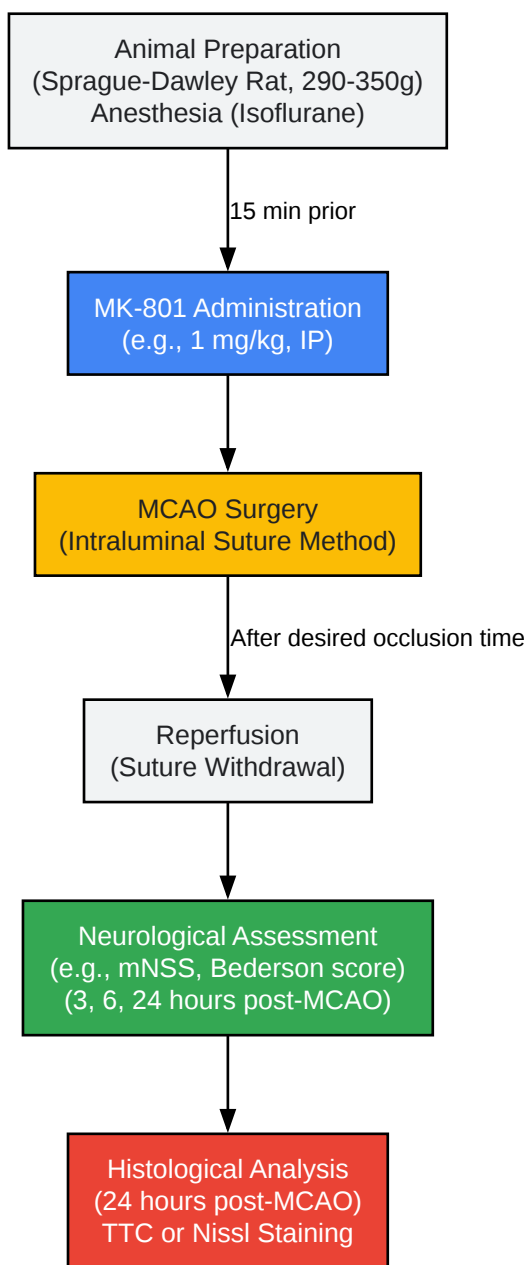 Animal Preparation
(Sprague-Dawley Rat, 290-350g)
Anesthesia (Isoflurane)
15 min prior
MK-801 Administration
(e.g., 1 mg/kg, IP)
MCAO Surgery
(Intraluminal Suture Method)
After desired occlusion time
Reperfusion
(Suture Withdrawal)
Neurological Assessment
(e.g., mNSS, Bederson score)
(3, 6, 24 hours post-MCAO)
Histological Analysis
(24 hours post-MCAO)
TTC or Nissl Staining